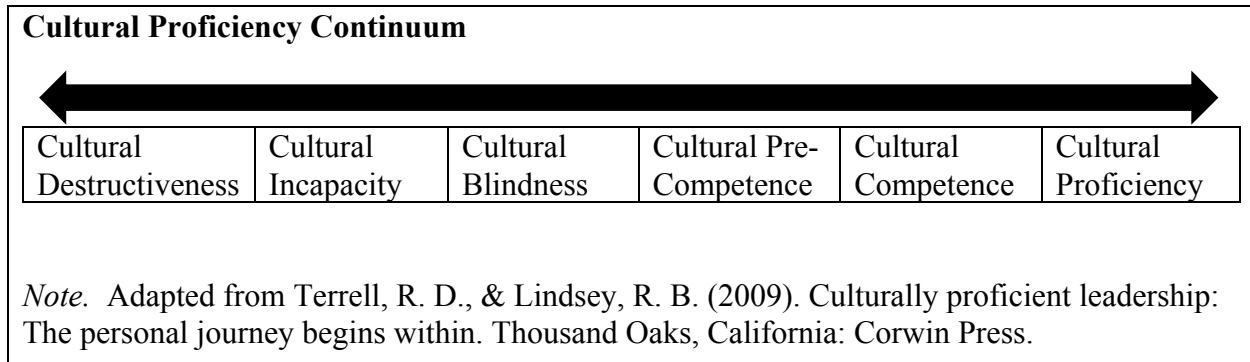 Cultural Proficiency Continuum
Cultural Destructiveness
Cultural Incapacity
Cultural Blindness
Cultural Pre-Competence
Cultural Competence
Cultural Proficiency
Note. Adapted from Terrell, R. D., & Lindsey, R. B. (2009). Culturally proficient leadership:
The personal journey begins within. Thousand Oaks, California: Corwin Press.